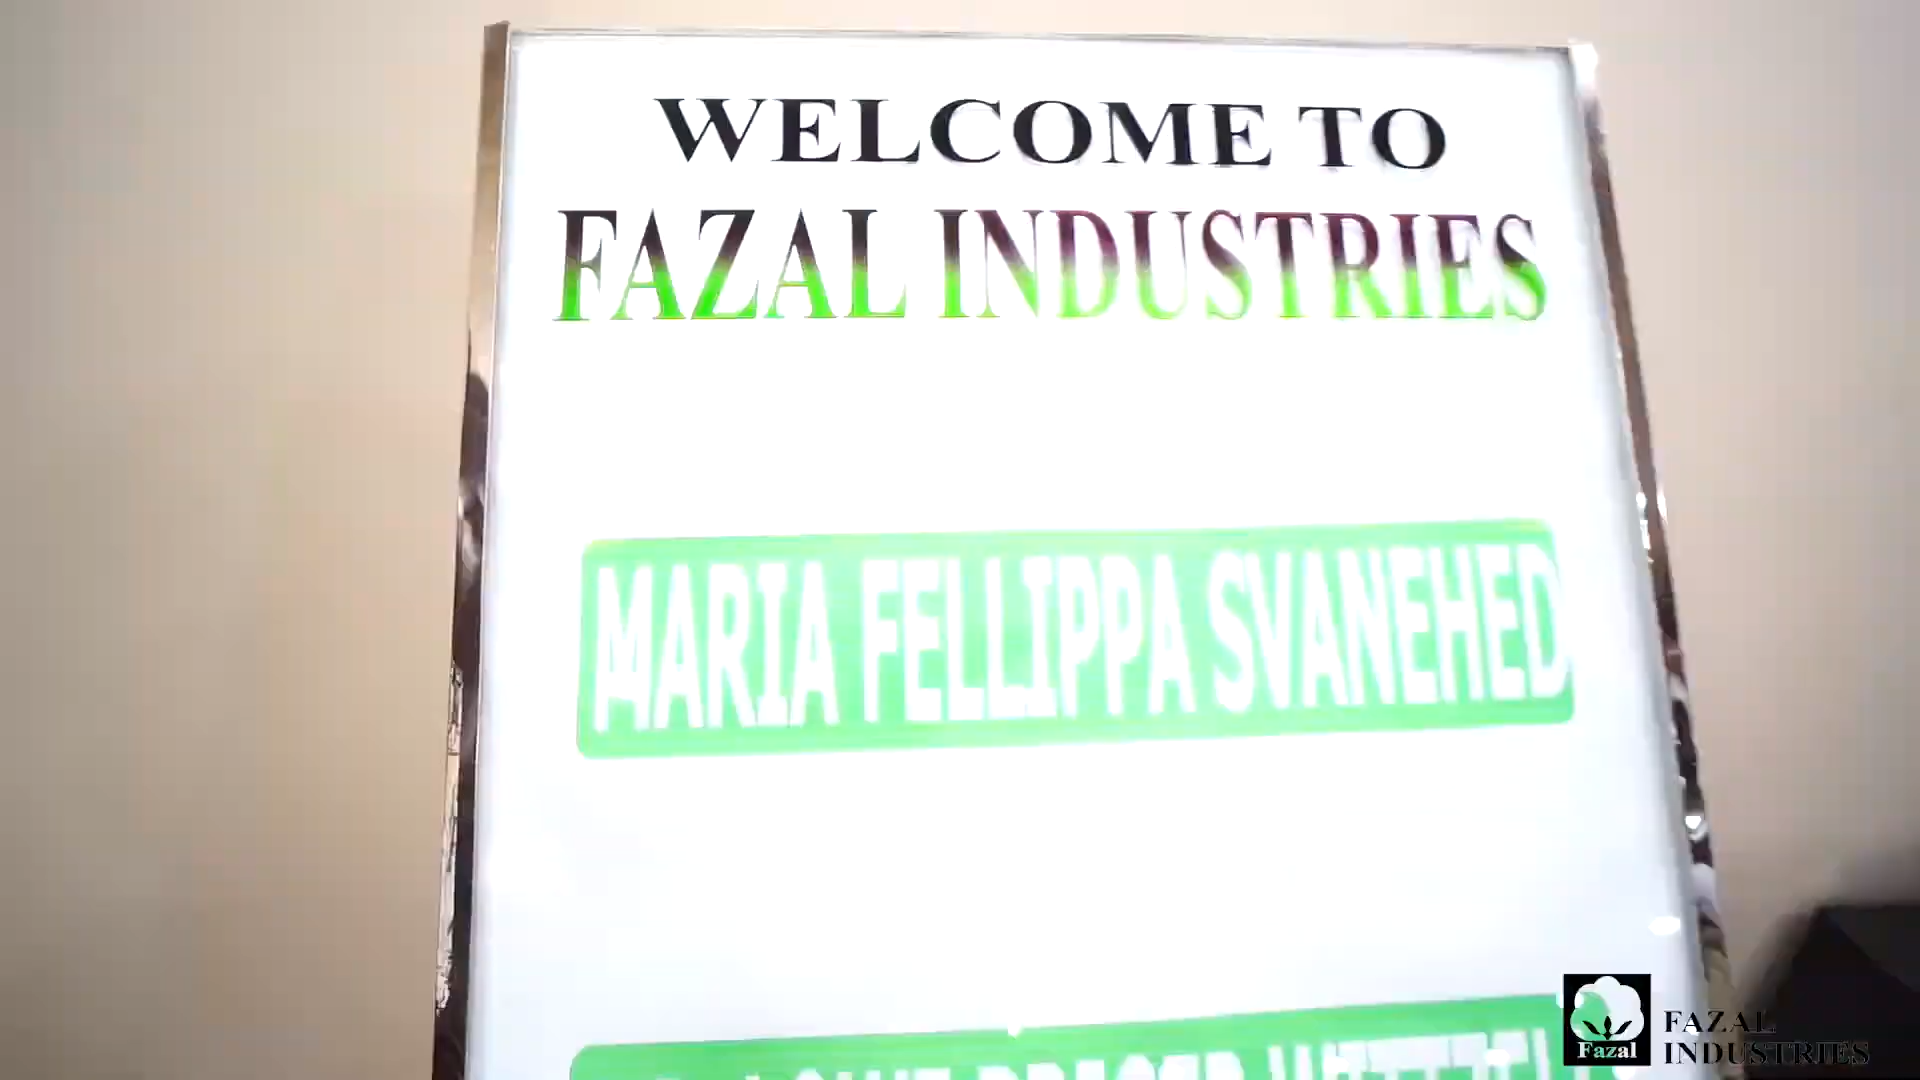 WELCOME TO
FAZAL INDUSTRIES
MARIA FELLIPPA SVANEHED
Fazal
FAZAL
INDUSTRIES